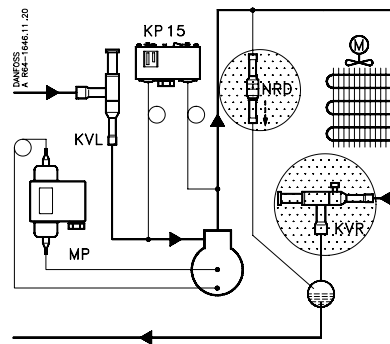 DANFOSS
A R64-1646.11.20
KP 15
M
NRD
KVL
KVR
MP